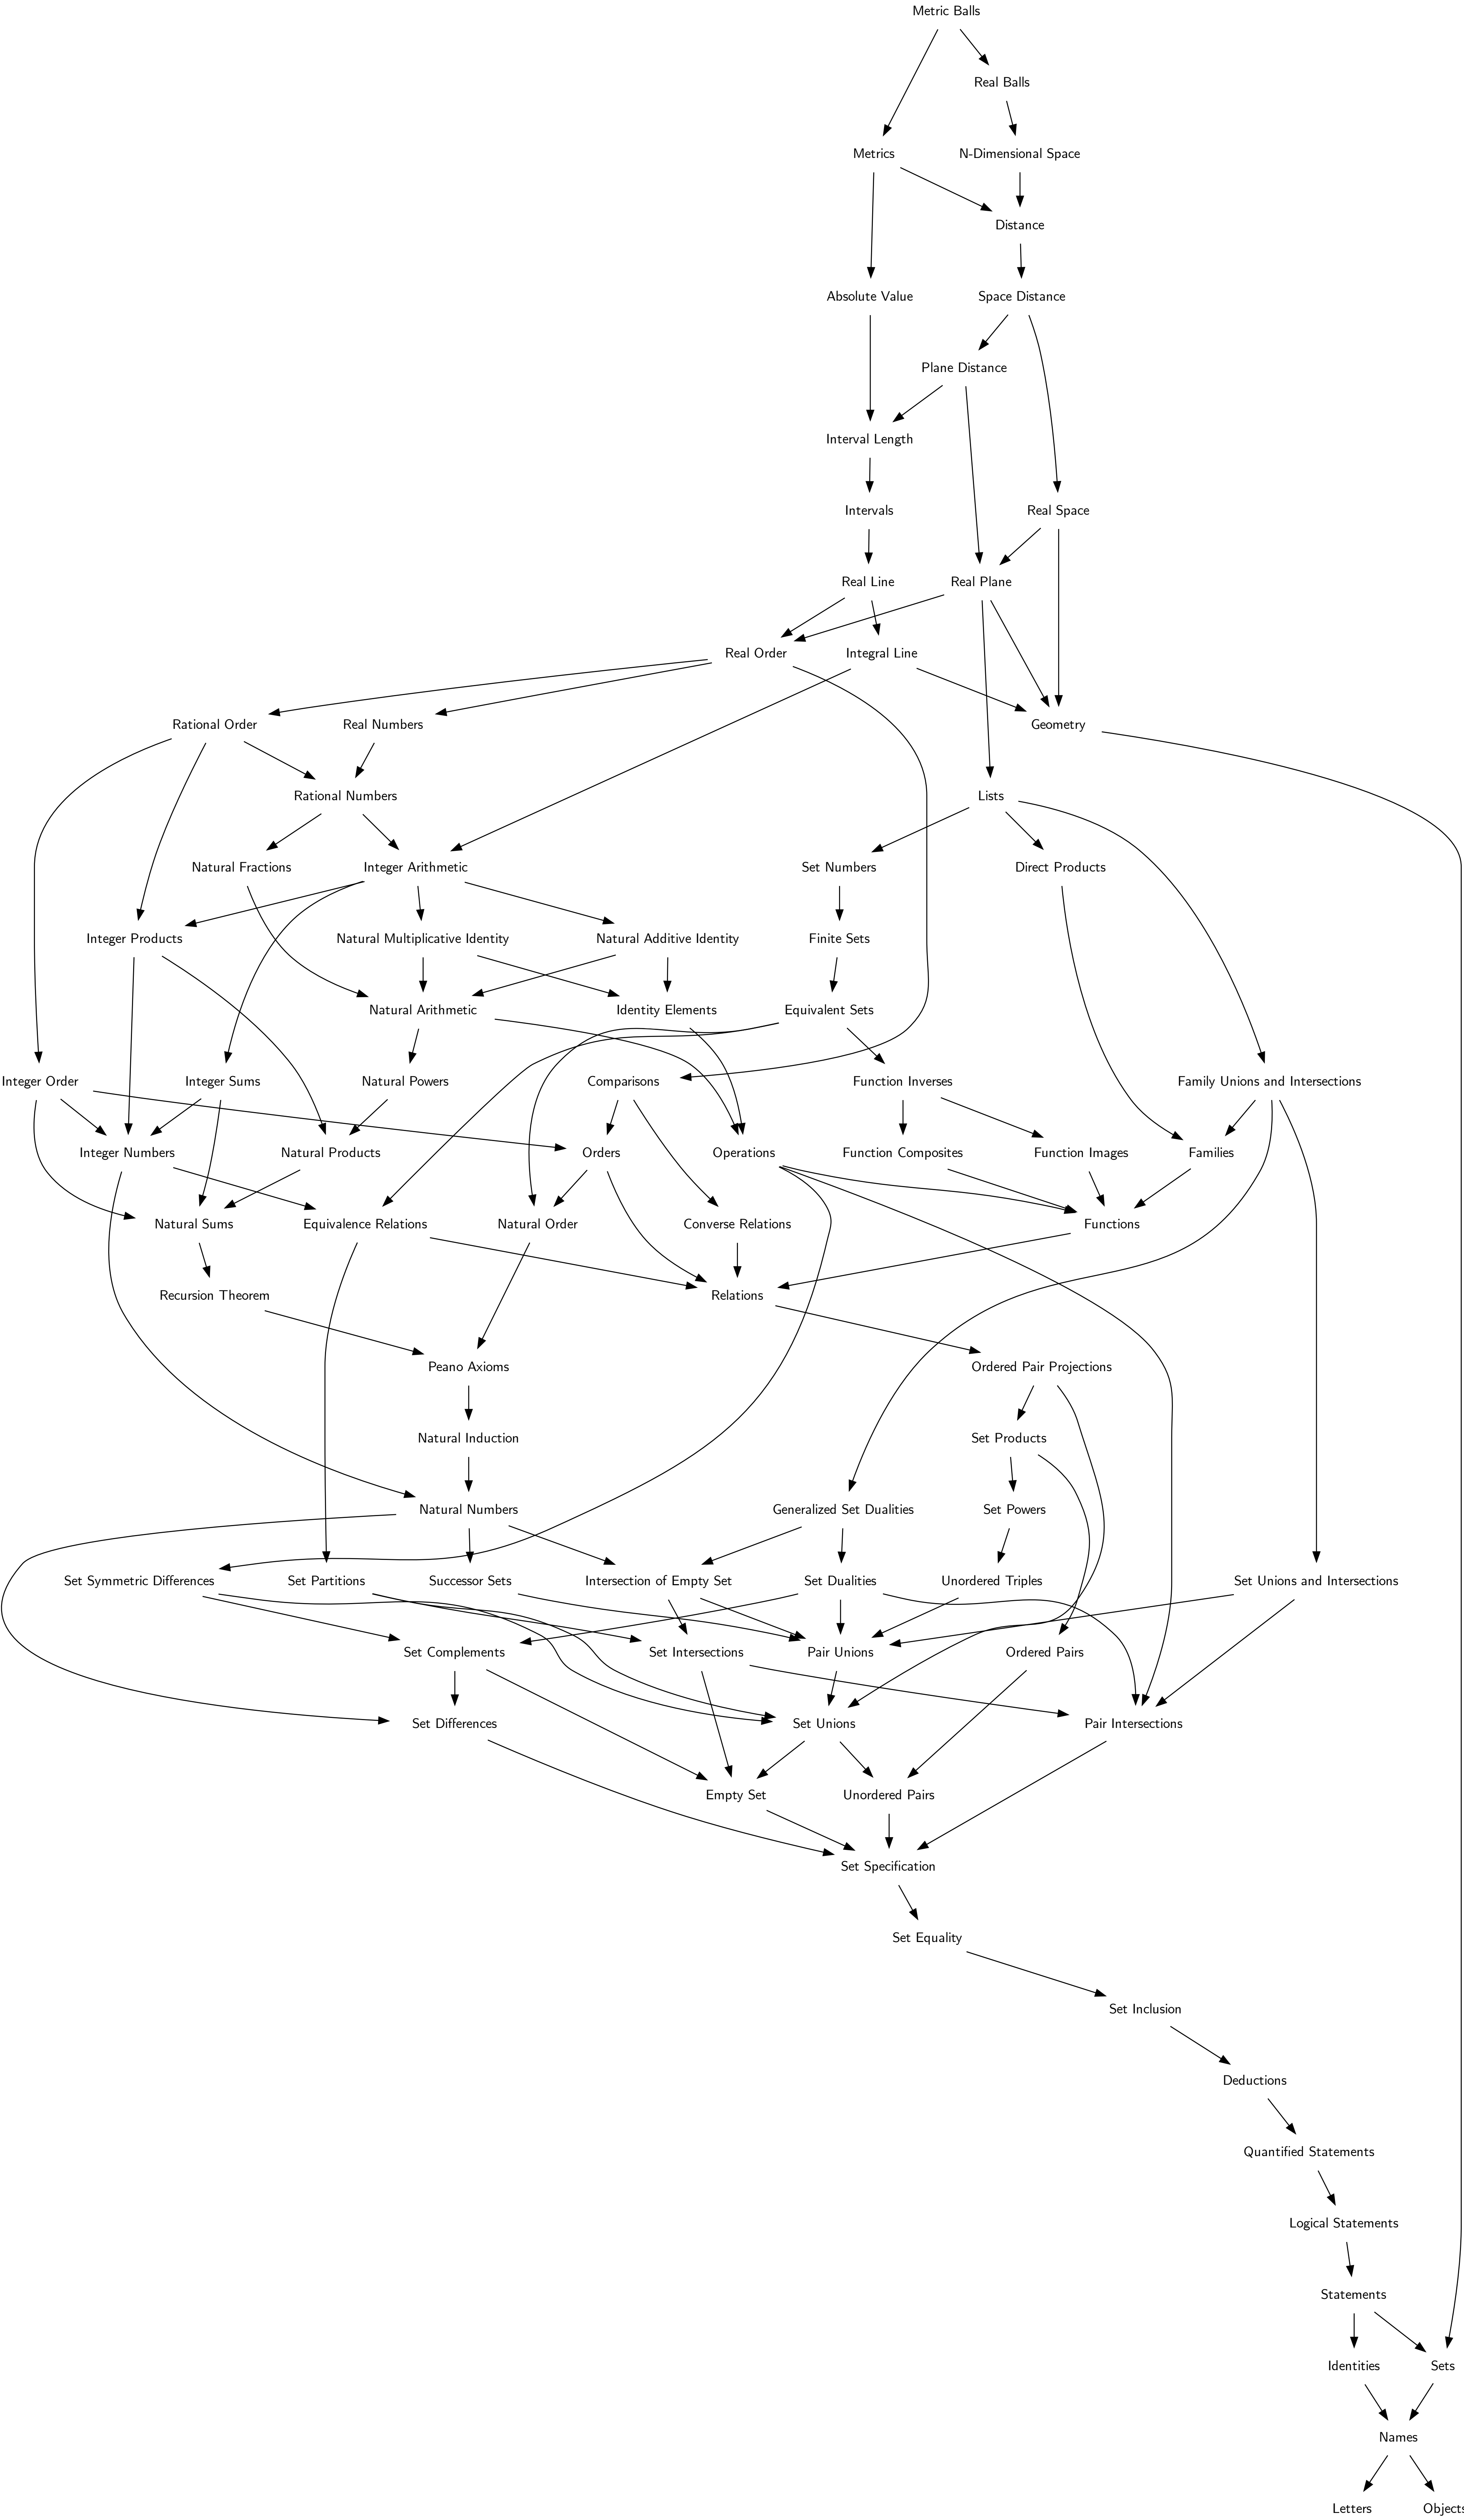 Metric Balls
Real Balls
Metrics
N-Dimensional Space
Distance
Absolute Value
Space Distance
Plane Distance
Interval Length
Intervals
Real Space
Real Line
Real Plane
Real Order
Integral Line
Rational Order
Real Numbers
Geometry
Rational Numbers
Lists
Natural Fractions
Integer Arithmetic
Set Numbers
Direct Products
Integer Products
Natural Multiplicative Identity
Natural Additive Identity
Finite Sets
Natural Arithmetic
Identity Elements
Equivalent Sets
Integer Order
Integer Sums
Natural Powers
Comparisons
Function Inverses
Family Unions and Intersections
Integer Numbers
Natural Products
Orders
Operations
Function Composites
Function Images
Families
Natural Sums
Equivalence Relations
Natural Order
Converse Relations
Functions
Recursion Theorem
Relations
Peano Axioms
Ordered Pair Projections
Natural Induction
Set Products
Natural Numbers
Generalized Set Dualities
Set Powers
Set Symmetric Differences
Set Partitions
Successor Sets
Intersection of Empty Set
Set Dualities
Unordered Triples
Set Unions and Intersections
Set Complements
Set Intersections
Pair Unions
Ordered Pairs
Set Differences
Set Unions
Pair Intersections
Empty Set
Unordered Pairs
Set Specification
Set Equality
Set Inclusion
Deductions
Quantified Statements
Logical Statements
Statements
Identities
Sets
Names
Letters
Objects